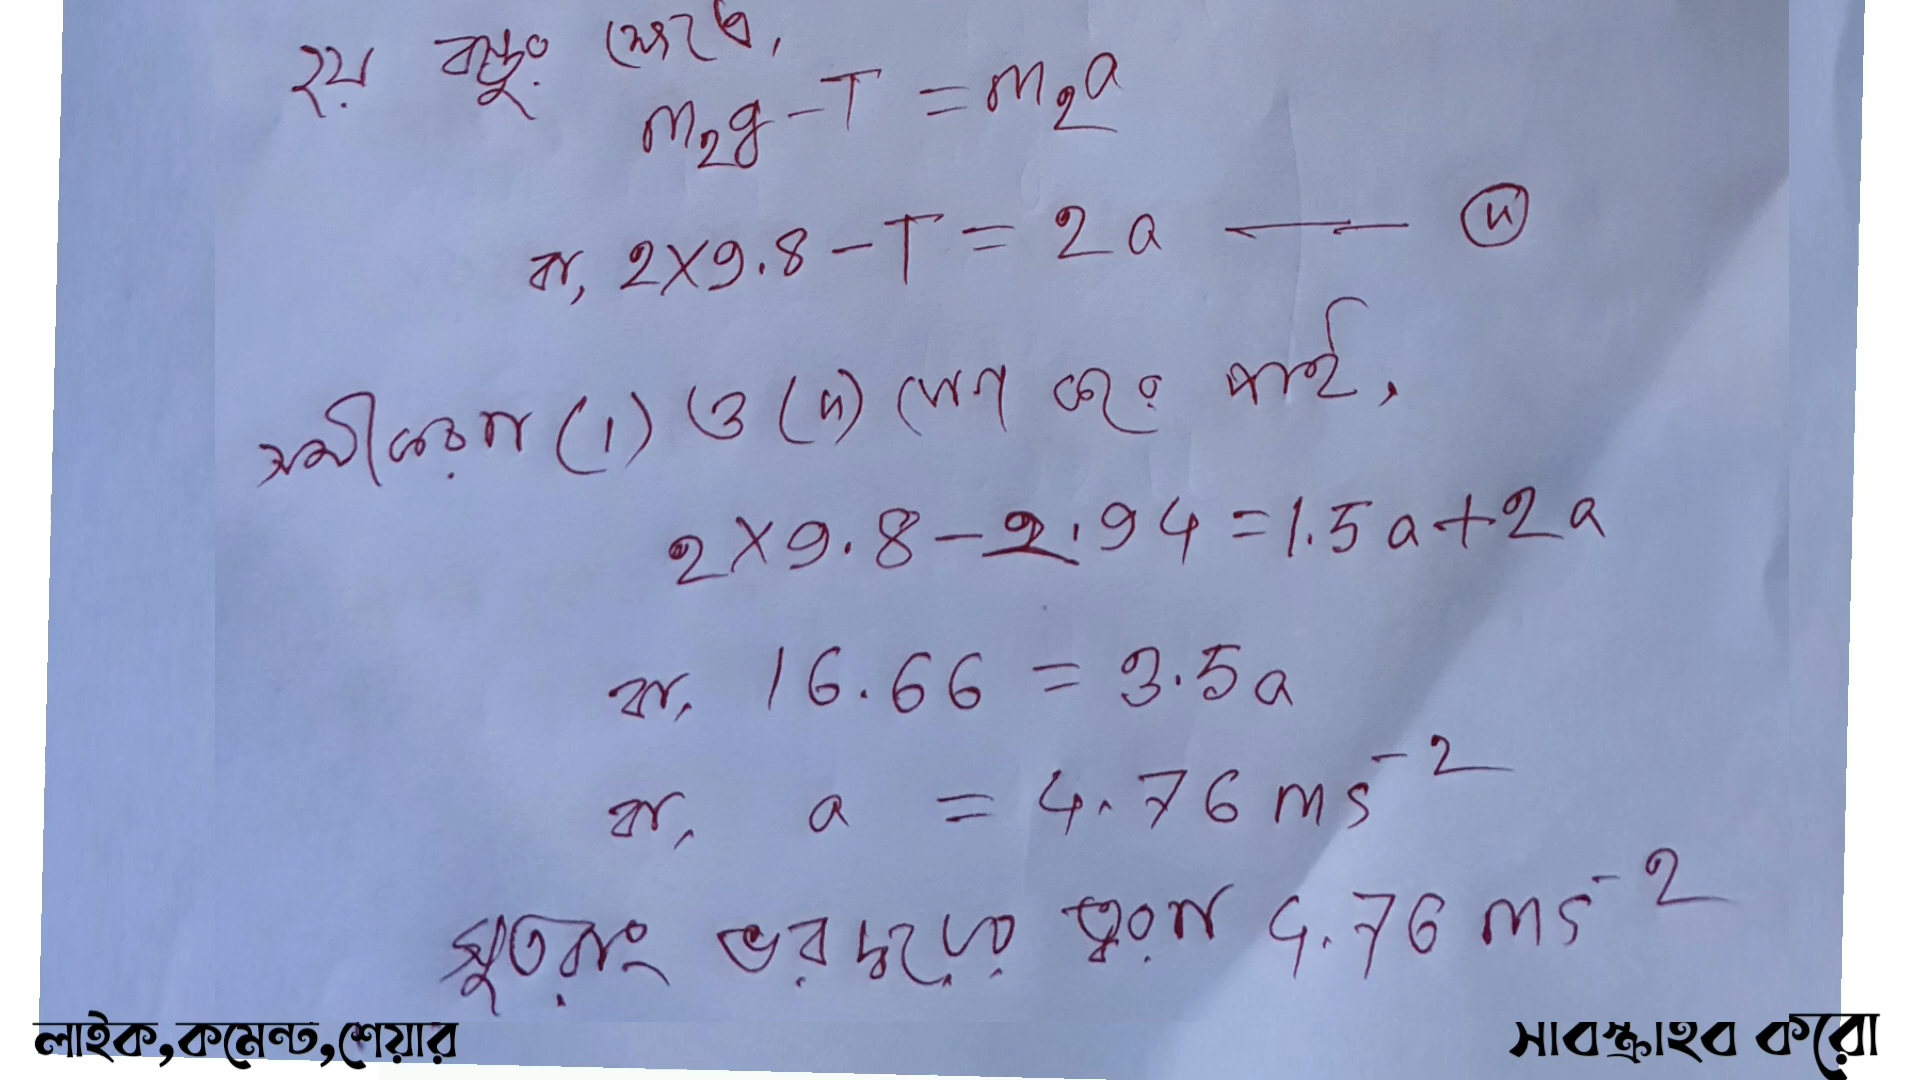 ২য় বস্তুর ক্ষেত্রে,
m₂g - T = m₂a
বা, 2×9.8 - T = 2a —— (ii)
সমীকরণ (i) ও (ii) যোগ করে পাই,
2×9.8 - 2.94 = 1.5a + 2a
বা, 16.66 = 3.5a
বা, a = 4.76 ms⁻²
সুতরাং ভরদ্বয়ের ত্বরণ 4.76 ms⁻²
লাইক,কমেন্ট,শেয়ার
সাবস্ক্রাইব করো